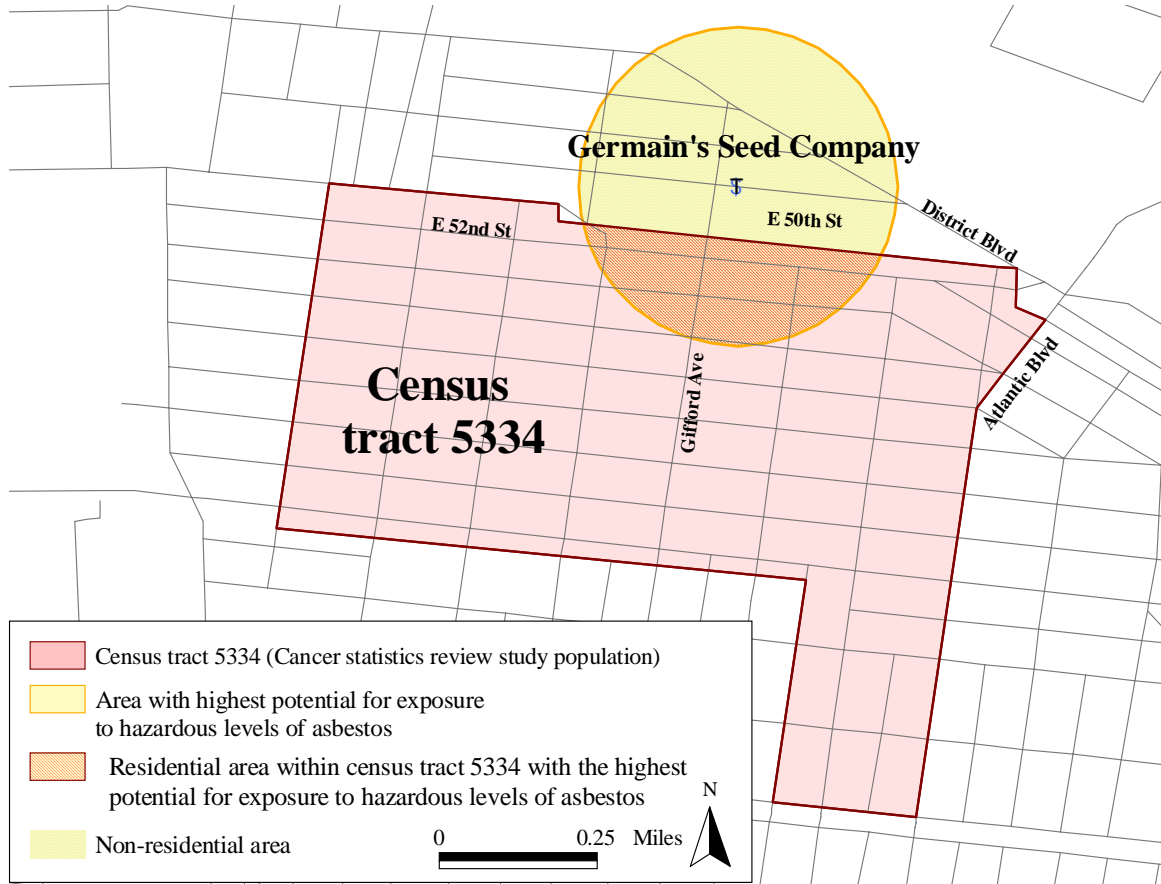 Germain's Seed Company
E 52nd St
E 50th St
District Blvd
Census
tract 5334
Gifford Ave
Atlantic Blvd
Census tract 5334 (Cancer statistics review study population)
Area with highest potential for exposure
to hazardous levels of asbestos
Residential area within census tract 5334 with the highest
potential for exposure to hazardous levels of asbestos
Non-residential area
0 0.25 Miles
N